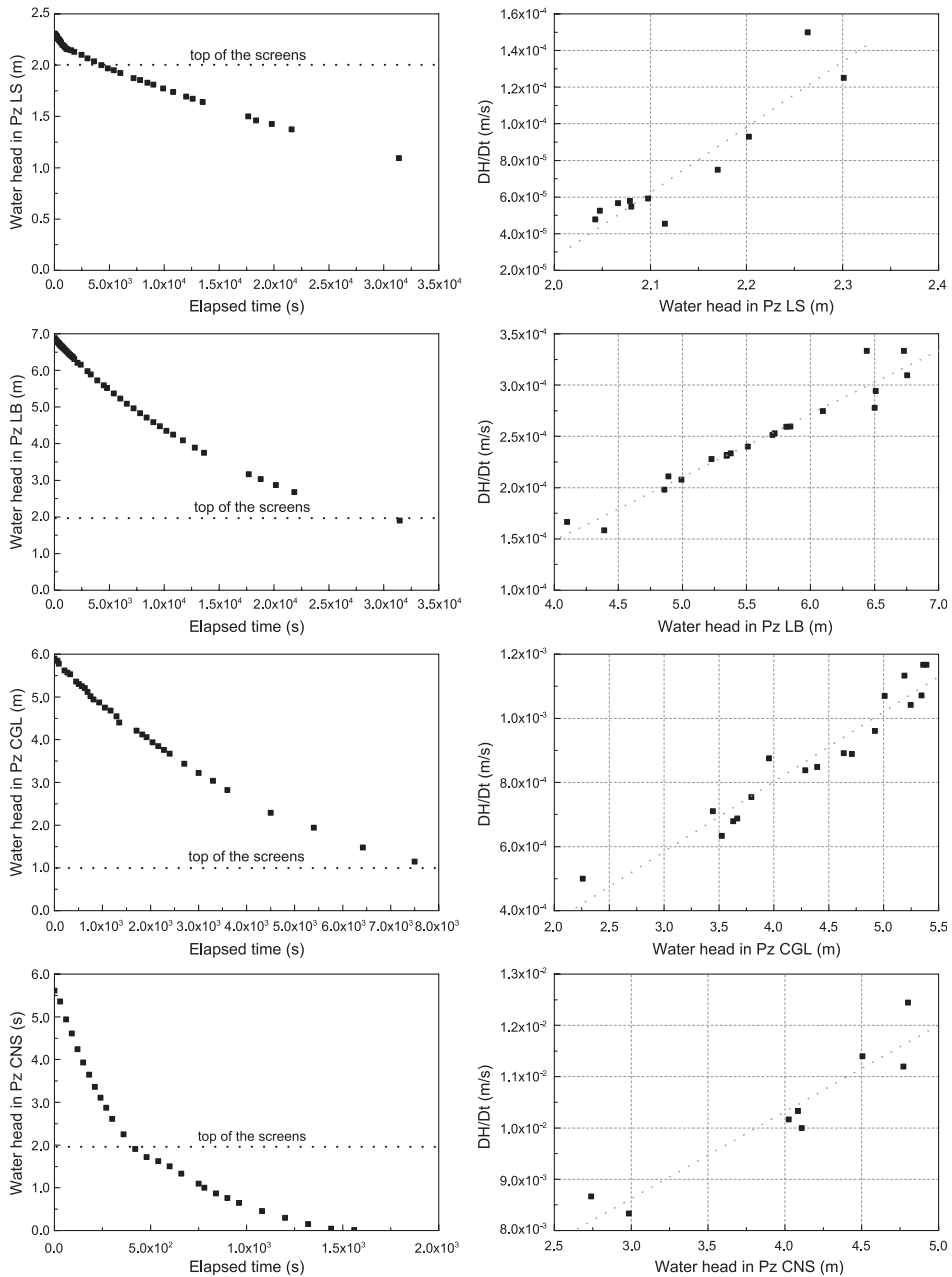 2.5
2.0
1.5
1.0
0.5
0.0
Water head in Pz LS (m)
top of the screens
0.0 5.0x10³ 1.0x10⁴ 1.5x10⁴ 2.0x10⁴ 2.5x10⁴ 3.0x10⁴ 3.5x10⁴
Elapsed time (s)
1.6x10⁻⁴
1.4x10⁻⁴
1.2x10⁻⁴
1.0x10⁻⁴
8.0x10⁻⁵
6.0x10⁻⁵
4.0x10⁻⁵
2.0x10⁻⁵
DH/Dt (m/s)
2.0 2.1 2.2 2.3 2.4
Water head in Pz LS (m)
7.0
6.0
5.0
4.0
3.0
2.0
1.0
0.0
Water head in Pz LB (m)
top of the screens
0.0 5.0x10³ 1.0x10⁴ 1.5x10⁴ 2.0x10⁴ 2.5x10⁴ 3.0x10⁴ 3.5x10⁴
Elapsed time (s)
3.5x10⁻⁴
3.0x10⁻⁴
2.5x10⁻⁴
2.0x10⁻⁴
1.5x10⁻⁴
1.0x10⁻⁴
DH/Dt (m/s)
4.0 4.5 5.0 5.5 6.0 6.5 7.0
Water head in Pz LB (m)
6.0
5.0
4.0
3.0
2.0
1.0
0.0
Water head in Pz CGL (m)
top of the screens
0.0 1.0x10³ 2.0x10³ 3.0x10³ 4.0x10³ 5.0x10³ 6.0x10³ 7.0x10³ 8.0x10³
Elapsed time (s)
1.2x10⁻³
1.0x10⁻³
8.0x10⁻⁴
6.0x10⁻⁴
4.0x10⁻⁴
DH/Dt (m/s)
2.0 2.5 3.0 3.5 4.0 4.5 5.0 5.5
Water head in Pz CGL (m)
6.0
5.0
4.0
3.0
2.0
1.0
0.0
Water head in Pz CNS (s)
top of the screens
0.0 5.0x10² 1.0x10³ 1.5x10³ 2.0x10³
Elapsed time (s)
1.3x10⁻²
1.2x10⁻²
1.1x10⁻²
1.0x10⁻²
9.0x10⁻³
8.0x10⁻³
DH/Dt (m/s)
2.5 3.0 3.5 4.0 4.5 5.0
Water head in Pz CNS (m)